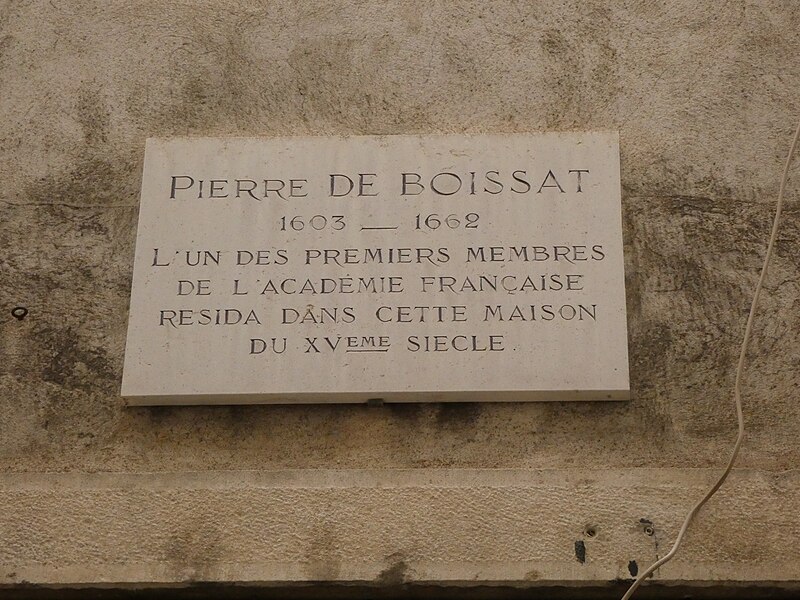 PIERRE DE BOISSAT
1603 — 1662
L'UN DES PREMIERS MEMBRES
DE L'ACADÉMIE FRANÇAISE
RESIDA DANS CETTE MAISON
DU XVEME SIECLE